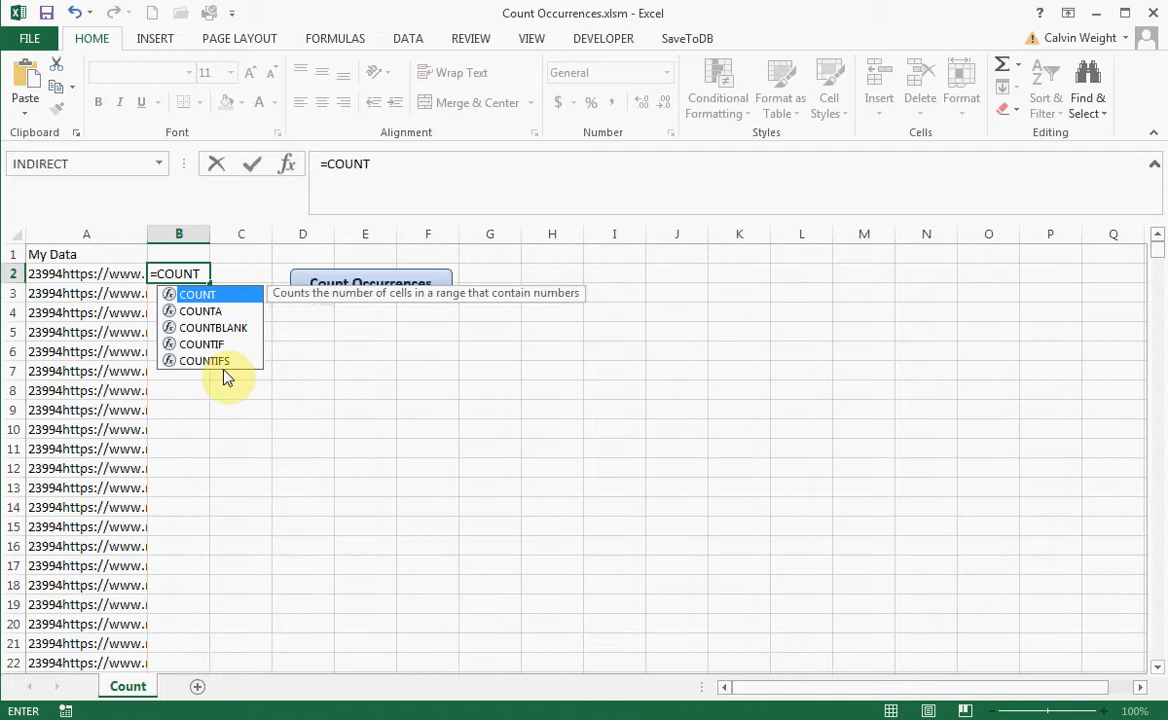 Count Occurrences.xlsm - Excel
FILE HOME INSERT PAGE LAYOUT FORMULAS DATA REVIEW VIEW DEVELOPER SaveToDB Calvin Weight
Paste
11
Wrap Text
General
Merge & Center
Conditional Formatting
Format as Table
Cell Styles
Insert
Delete
Format
Sort & Filter
Find & Select
Clipboard Font Alignment Number Styles Cells Editing
INDIRECT =COUNT
A B C D E F G H I J K L M N O P Q
1 My Data
2 23994https://www. =COUNT
Count Occurrences
3 23994https://www.
COUNT Counts the number of cells in a range that contain numbers
COUNTA
4 23994https://www.
COUNTBLANK
5 23994https://www.
COUNTIF
6 23994https://www.
COUNTIFS
7 23994https://www.
8 23994https://www.
9 23994https://www.
10 23994https://www.
11 23994https://www.
12 23994https://www.
13 23994https://www.
14 23994https://www.
15 23994https://www.
16 23994https://www.
17 23994https://www.
18 23994https://www.
19 23994https://www.
20 23994https://www.
21 23994https://www.
22 23994https://www.
Count
ENTER 100%